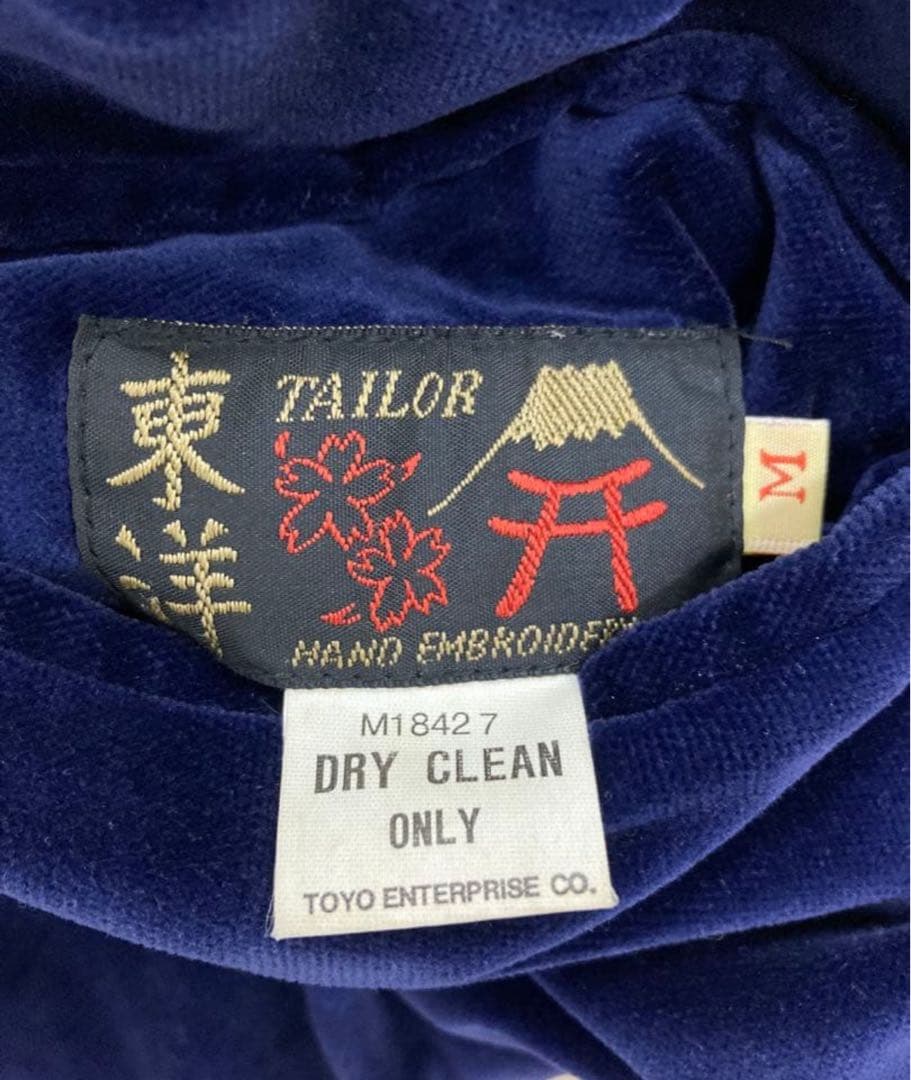 東洋
TAILOR
HAND EMBROIDERY
M
M18427
DRY CLEAN
ONLY
TOYO ENTERPRISE CO.